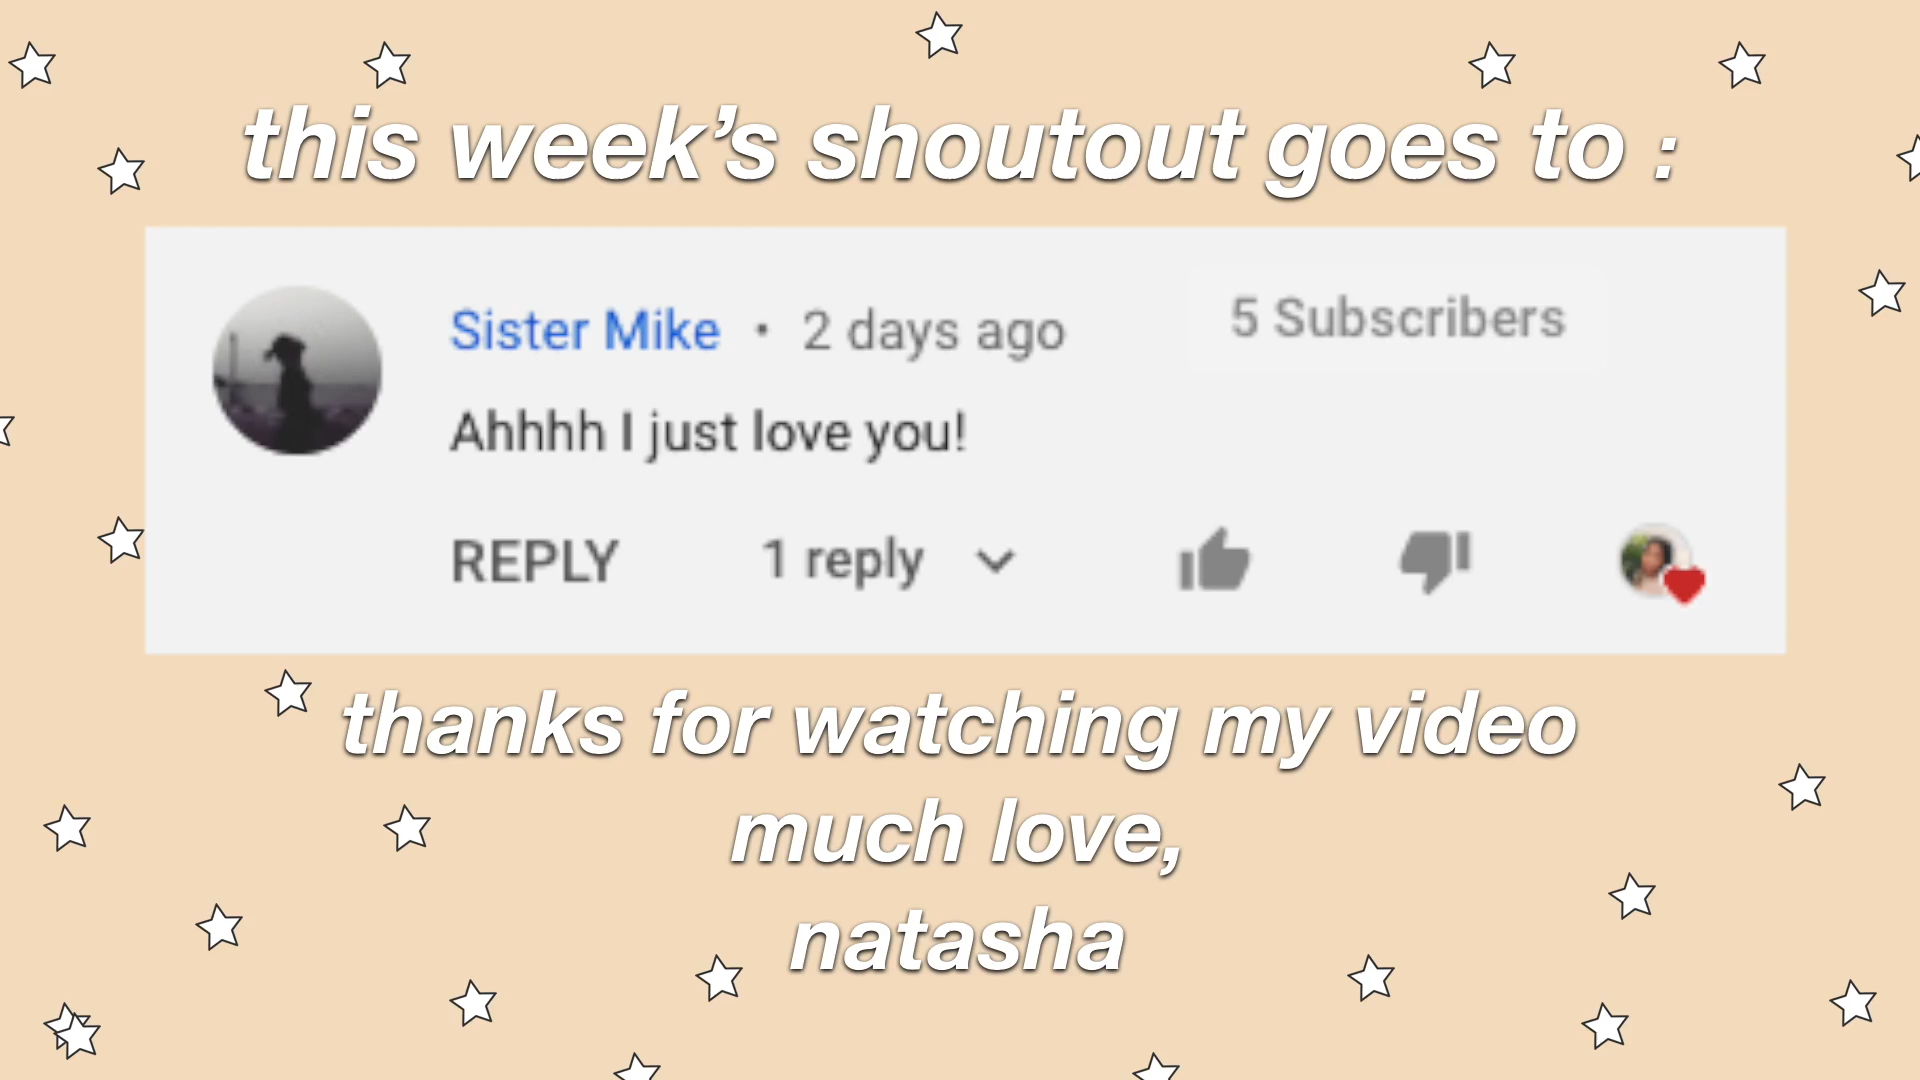 this week’s shoutout goes to :
Sister Mike • 2 days ago 5 Subscribers
Ahhhh I just love you!
REPLY 1 reply
thanks for watching my video
much love,
natasha